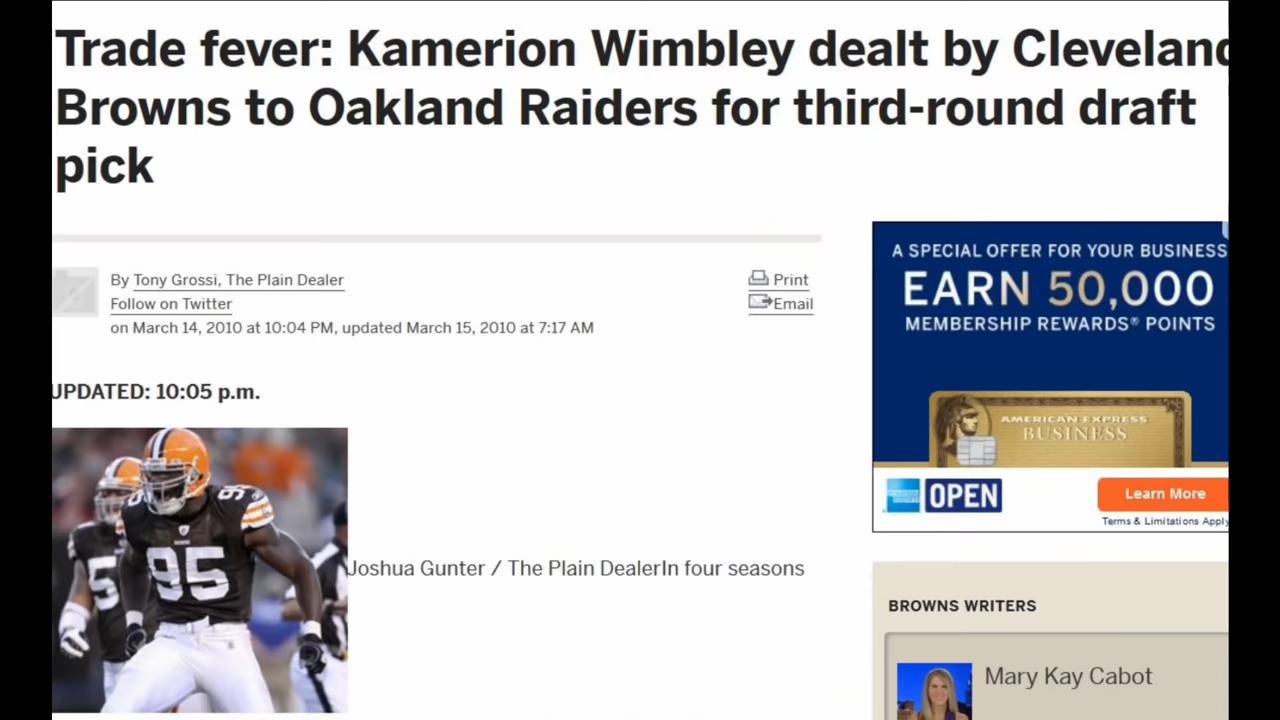 Trade fever: Kamerion Wimbley dealt by Cleveland
Browns to Oakland Raiders for third-round draft
pick
By Tony Grossi, The Plain Dealer
Follow on Twitter
on March 14, 2010 at 10:04 PM, updated March 15, 2010 at 7:17 AM
Print
Email
UPDATED: 10:05 p.m.
95
95
5
Joshua Gunter / The Plain DealerIn four seasons
A SPECIAL OFFER FOR YOUR BUSINESS
EARN 50,000
MEMBERSHIP REWARDS® POINTS
AMERICAN EXPRESS
BUSINESS
OPEN
Learn More
Terms & Limitations Apply
BROWNS WRITERS
Mary Kay Cabot